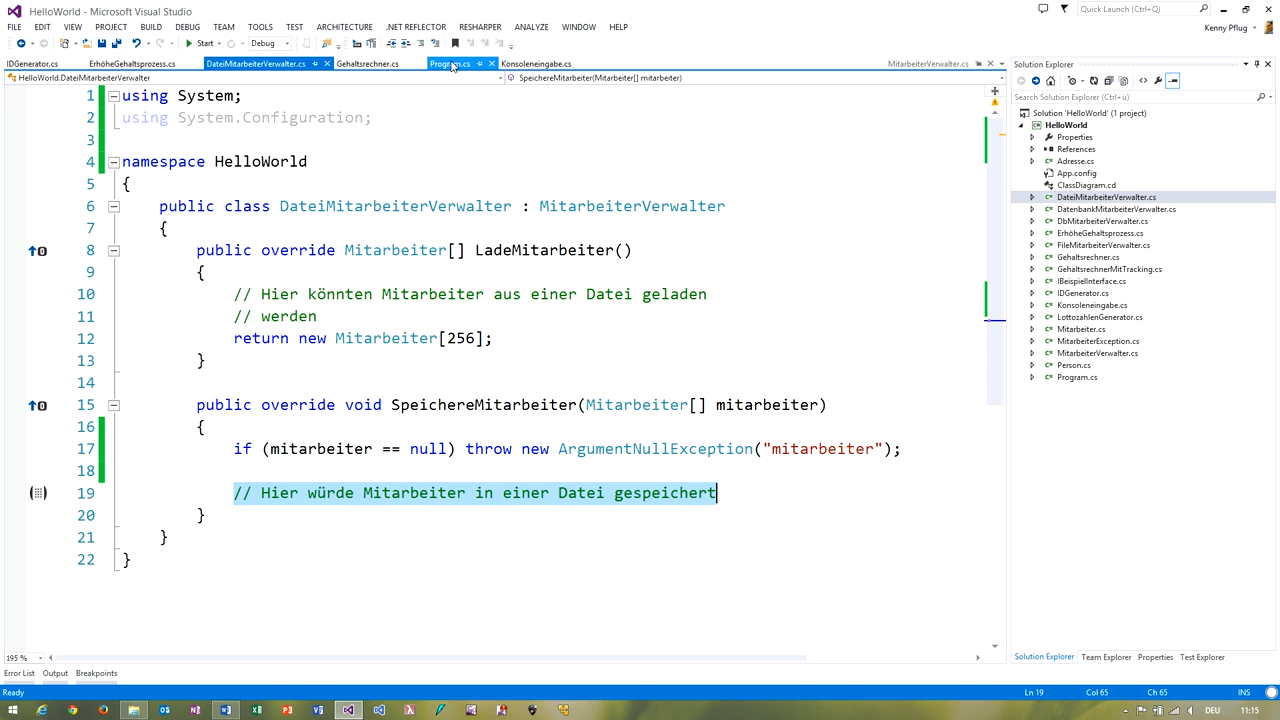 HelloWorld - Microsoft Visual Studio
Quick Launch (Ctrl+Q)
FILE EDIT VIEW PROJECT BUILD DEBUG TEAM TOOLS TEST ARCHITECTURE .NET REFLECTOR RESHARPER ANALYZE WINDOW HELP
Kenny Pflug
Start Debug
IDGenerator.cs ErhöheGehaltsprozess.cs DateiMitarbeiterVerwalter.cs Gehaltsrechner.cs Program.cs Konsoleneingabe.cs MitarbeiterVerwalter.cs
HelloWorld.DateiMitarbeiterVerwalter SpeichereMitarbeiter(Mitarbeiter[] mitarbeiter)
1 using System;
2 using System.Configuration;
3
4 namespace HelloWorld
5 {
6 public class DateiMitarbeiterVerwalter : MitarbeiterVerwalter
7 {
8 public override Mitarbeiter[] LadeMitarbeiter()
9 {
10 // Hier könnten Mitarbeiter aus einer Datei geladen
11 // werden
12 return new Mitarbeiter[256];
13 }
14
15 public override void SpeichereMitarbeiter(Mitarbeiter[] mitarbeiter)
16 {
17 if (mitarbeiter == null) throw new ArgumentNullException("mitarbeiter");
18
19 // Hier würde Mitarbeiter in einer Datei gespeichert
20 }
21 }
22 }
195 %
Solution Explorer
Search Solution Explorer (Ctrl+ü)
Solution 'HelloWorld' (1 project)
HelloWorld
Properties
References
Adresse.cs
App.config
ClassDiagram.cd
DateiMitarbeiterVerwalter.cs
DatenbankMitarbeiterVerwalter.cs
DbMitarbeiterVerwalter.cs
ErhöheGehaltsprozess.cs
FileMitarbeiterVerwalter.cs
Gehaltsrechner.cs
GehaltsrechnerMitTracking.cs
IBeispielInterface.cs
IDGenerator.cs
Konsoleneingabe.cs
LottozahlenGenerator.cs
Mitarbeiter.cs
MitarbeiterException.cs
MitarbeiterVerwalter.cs
Person.cs
Program.cs
Solution Explorer Team Explorer Properties Test Explorer
Error List Output Breakpoints
Ready Ln 19 Col 65 Ch 65 INS
DEU 11:15